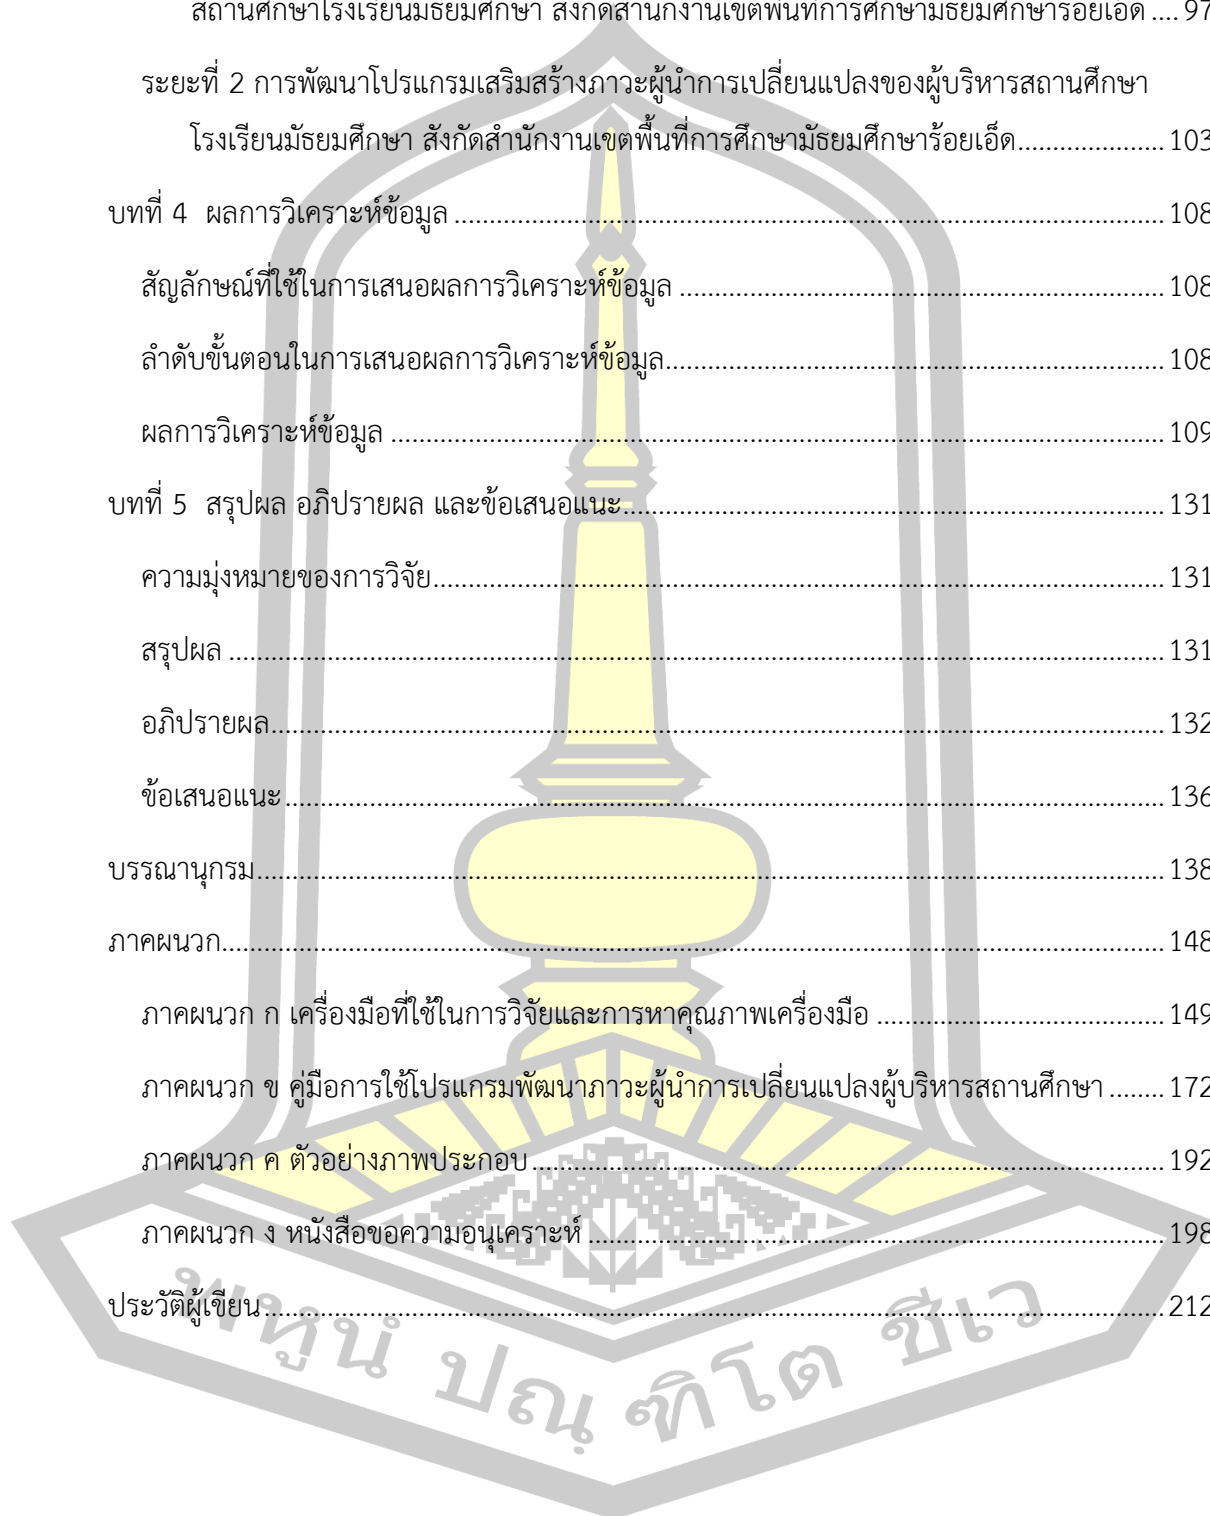 สถานศึกษาโรงเรียนมัธยมศึกษา สังกัดสำนักงานเขตพื้นที่การศึกษามัธยมศึกษาร้อยเอ็ด .... 97
ระยะที่ 2 การพัฒนาโปรแกรมเสริมสร้างภาวะผู้นำการเปลี่ยนแปลงของผู้บริหารสถานศึกษา
โรงเรียนมัธยมศึกษา สังกัดสำนักงานเขตพื้นที่การศึกษามัธยมศึกษาร้อยเอ็ด..................... 103
บทที่ 4 ผลการวิเคราะห์ข้อมูล ......................................................... 108
สัญลักษณ์ที่ใช้ในการเสนอผลการวิเคราะห์ข้อมูล ......................................................... 108
ลำดับขั้นตอนในการเสนอผลการวิเคราะห์ข้อมูล......................................................... 108
ผลการวิเคราะห์ข้อมูล ......................................................... 109
บทที่ 5 สรุปผล อภิปรายผล และข้อเสนอแนะ......................................................... 131
ความมุ่งหมายของการวิจัย......................................................... 131
สรุปผล ......................................................... 131
อภิปรายผล......................................................... 132
ข้อเสนอแนะ......................................................... 136
บรรณานุกรม......................................................... 138
ภาคผนวก......................................................... 148
ภาคผนวก ก เครื่องมือที่ใช้ในการวิจัยและการหาคุณภาพเครื่องมือ ......................................... 149
ภาคผนวก ข คู่มือการใช้โปรแกรมพัฒนาภาวะผู้นำการเปลี่ยนแปลงผู้บริหารสถานศึกษา ........ 172
ภาคผนวก ค ตัวอย่างภาพประกอบ ......................................................... 192
ภาคผนวก ง หนังสือขอความอนุเคราะห์ ......................................................... 198
ประวัติผู้เขียน ......................................................... 212
พหูนํ ปณฺฑิโต ชีเว